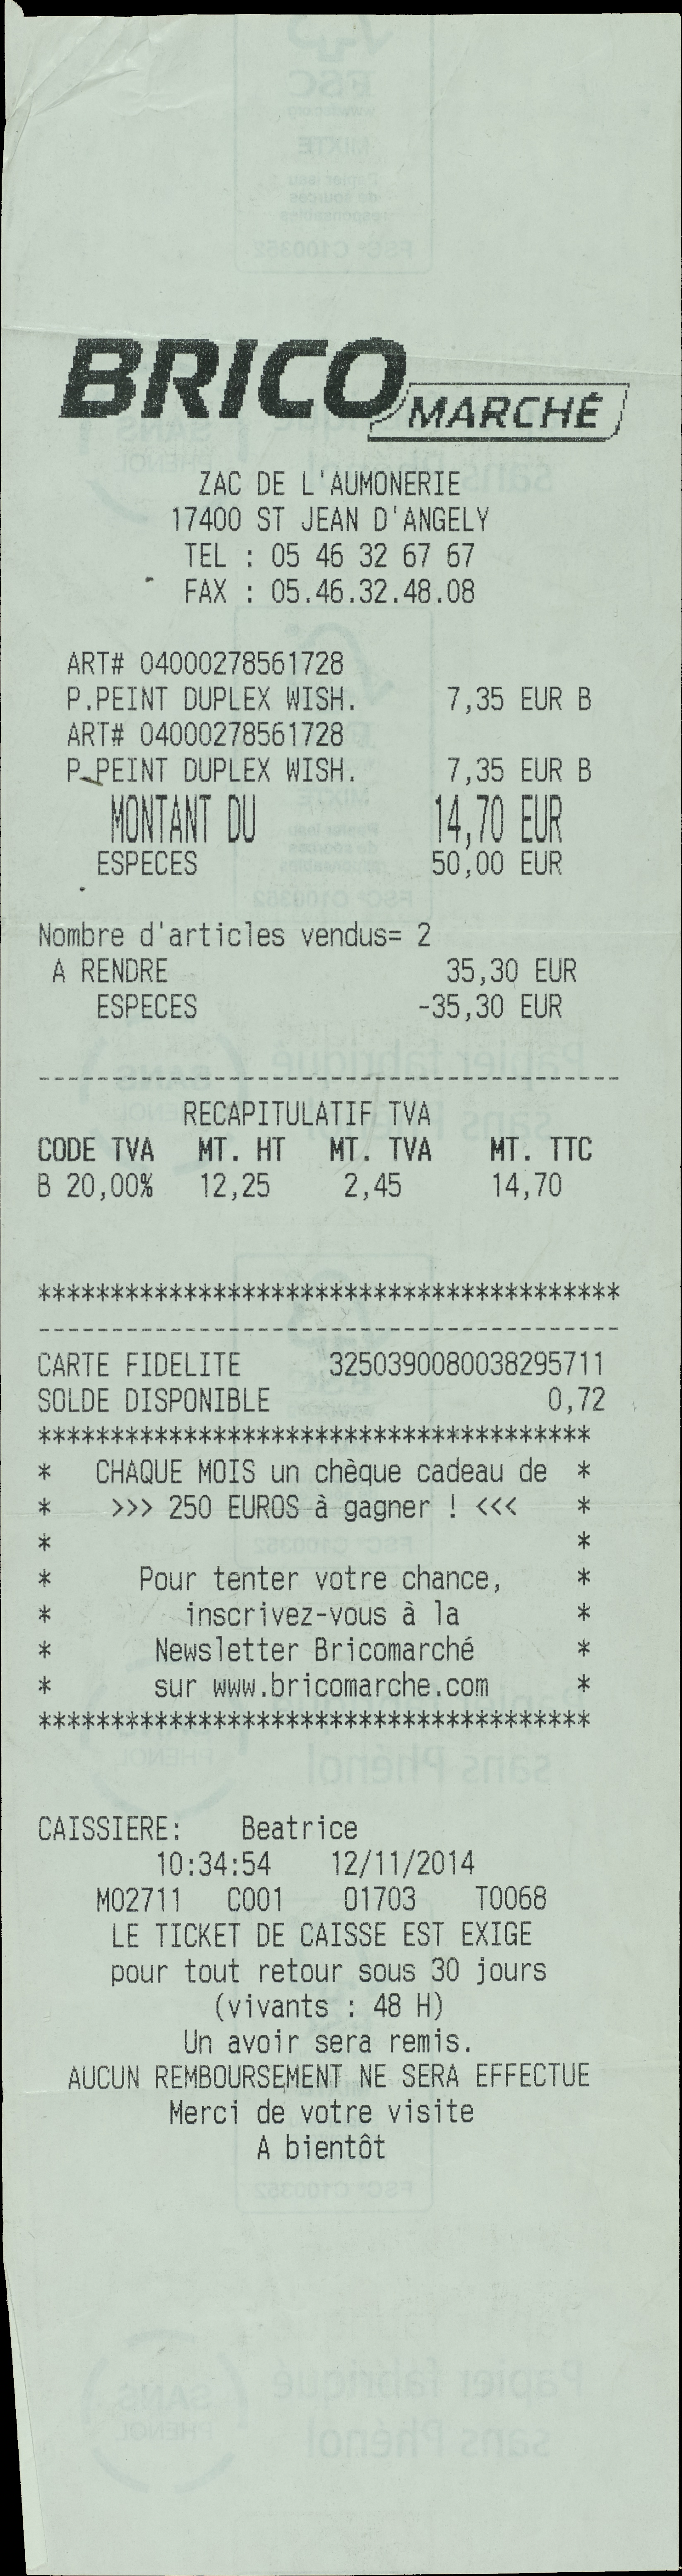 BRICO MARCHÉ
ZAC DE L'AUMONERIE
17400 ST JEAN D'ANGELY
TEL : 05 46 32 67 67
FAX : 05.46.32.48.08
ART# 04000278561728
P.PEINT DUPLEX WISH. 7,35 EUR B
ART# 04000278561728
P.PEINT DUPLEX WISH. 7,35 EUR B
MONTANT DU 14,70 EUR
ESPECES 50,00 EUR
Nombre d'articles vendus= 2
A RENDRE 35,30 EUR
ESPECES -35,30 EUR
----------------------------------------
RECAPITULATIF TVA
CODE TVA MT. HT MT. TVA MT. TTC
B 20,00% 12,25 2,45 14,70
****************************************
----------------------------------------
CARTE FIDELITE 3250390080038295711
SOLDE DISPONIBLE 0,72
**************************************
* CHAQUE MOIS un chèque cadeau de *
* >>> 250 EUROS à gagner ! <<< *
* *
* Pour tenter votre chance, *
* inscrivez-vous à la *
* Newsletter Bricomarché *
* sur www.bricomarche.com *
**************************************
CAISSIERE: Beatrice
10:34:54 12/11/2014
M02711 C001 01703 T0068
LE TICKET DE CAISSE EST EXIGE
pour tout retour sous 30 jours
(vivants : 48 H)
Un avoir sera remis.
AUCUN REMBOURSEMENT NE SERA EFFECTUE
Merci de votre visite
A bientôt